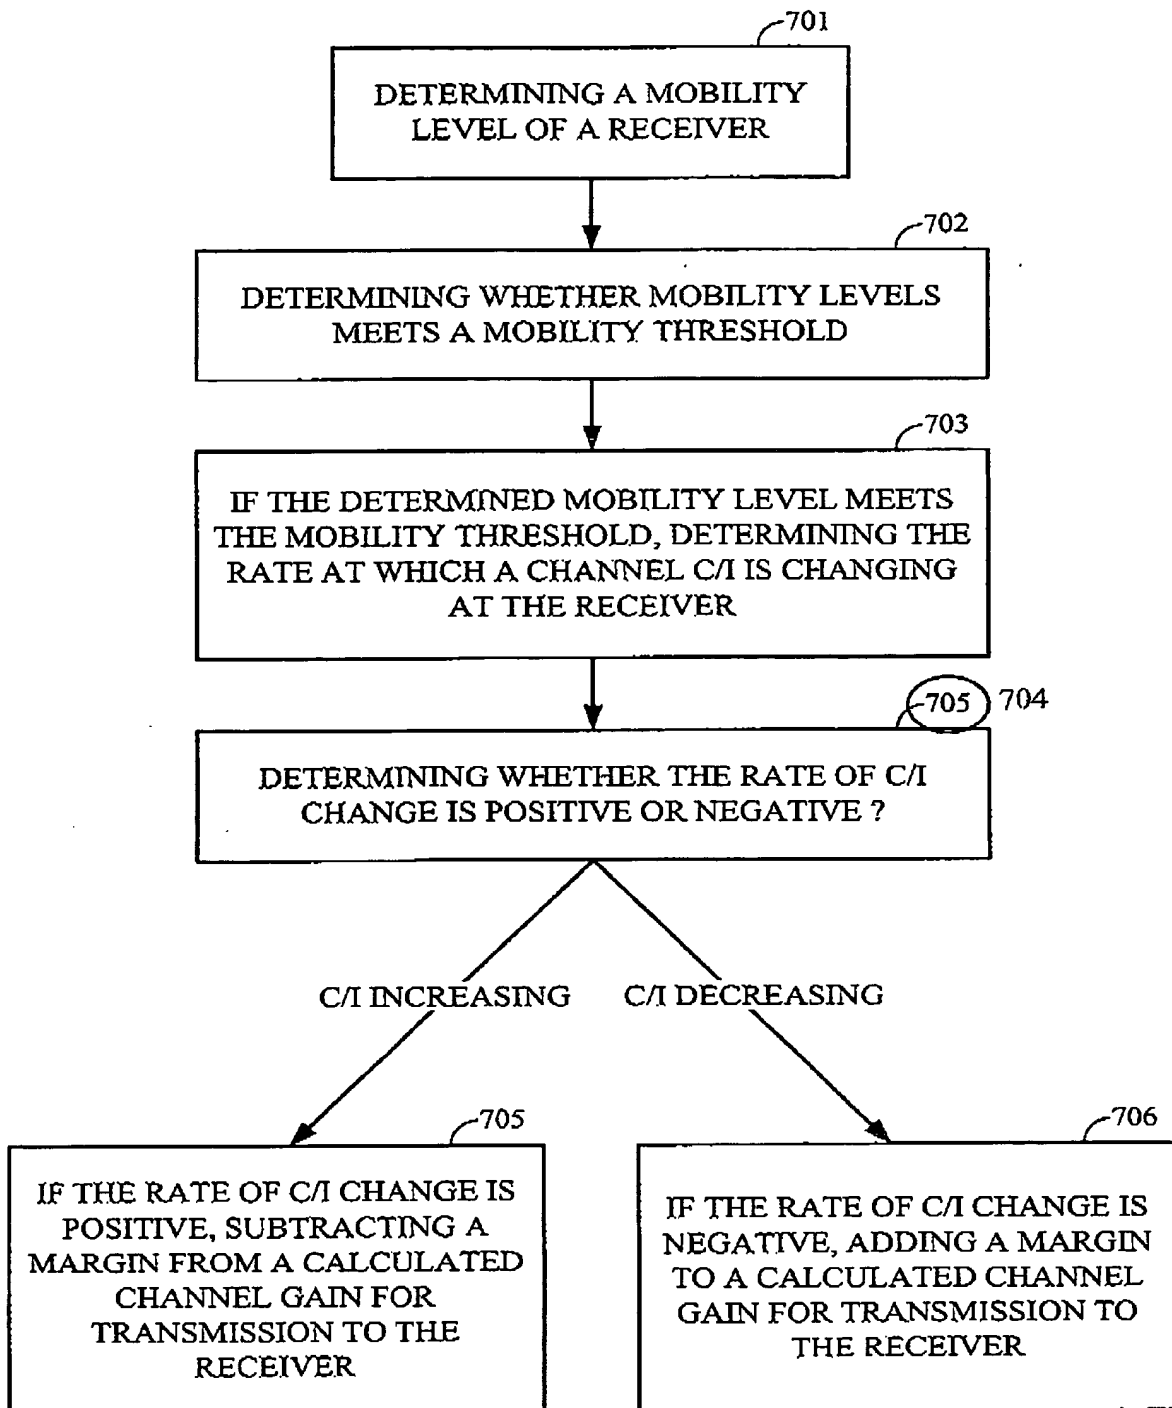 701
DETERMINING A MOBILITY
LEVEL OF A RECEIVER
702
DETERMINING WHETHER MOBILITY LEVELS
MEETS A MOBILITY THRESHOLD
703
IF THE DETERMINED MOBILITY LEVEL MEETS
THE MOBILITY THRESHOLD, DETERMINING THE
RATE AT WHICH A CHANNEL C/I IS CHANGING
AT THE RECEIVER
705 704
DETERMINING WHETHER THE RATE OF C/I
CHANGE IS POSITIVE OR NEGATIVE ?
C/I INCREASING
C/I DECREASING
705
IF THE RATE OF C/I CHANGE IS
POSITIVE, SUBTRACTING A
MARGIN FROM A CALCULATED
CHANNEL GAIN FOR
TRANSMISSION TO THE
RECEIVER
706
IF THE RATE OF C/I CHANGE IS
NEGATIVE, ADDING A MARGIN
TO A CALCULATED CHANNEL
GAIN FOR TRANSMISSION TO
THE RECEIVER